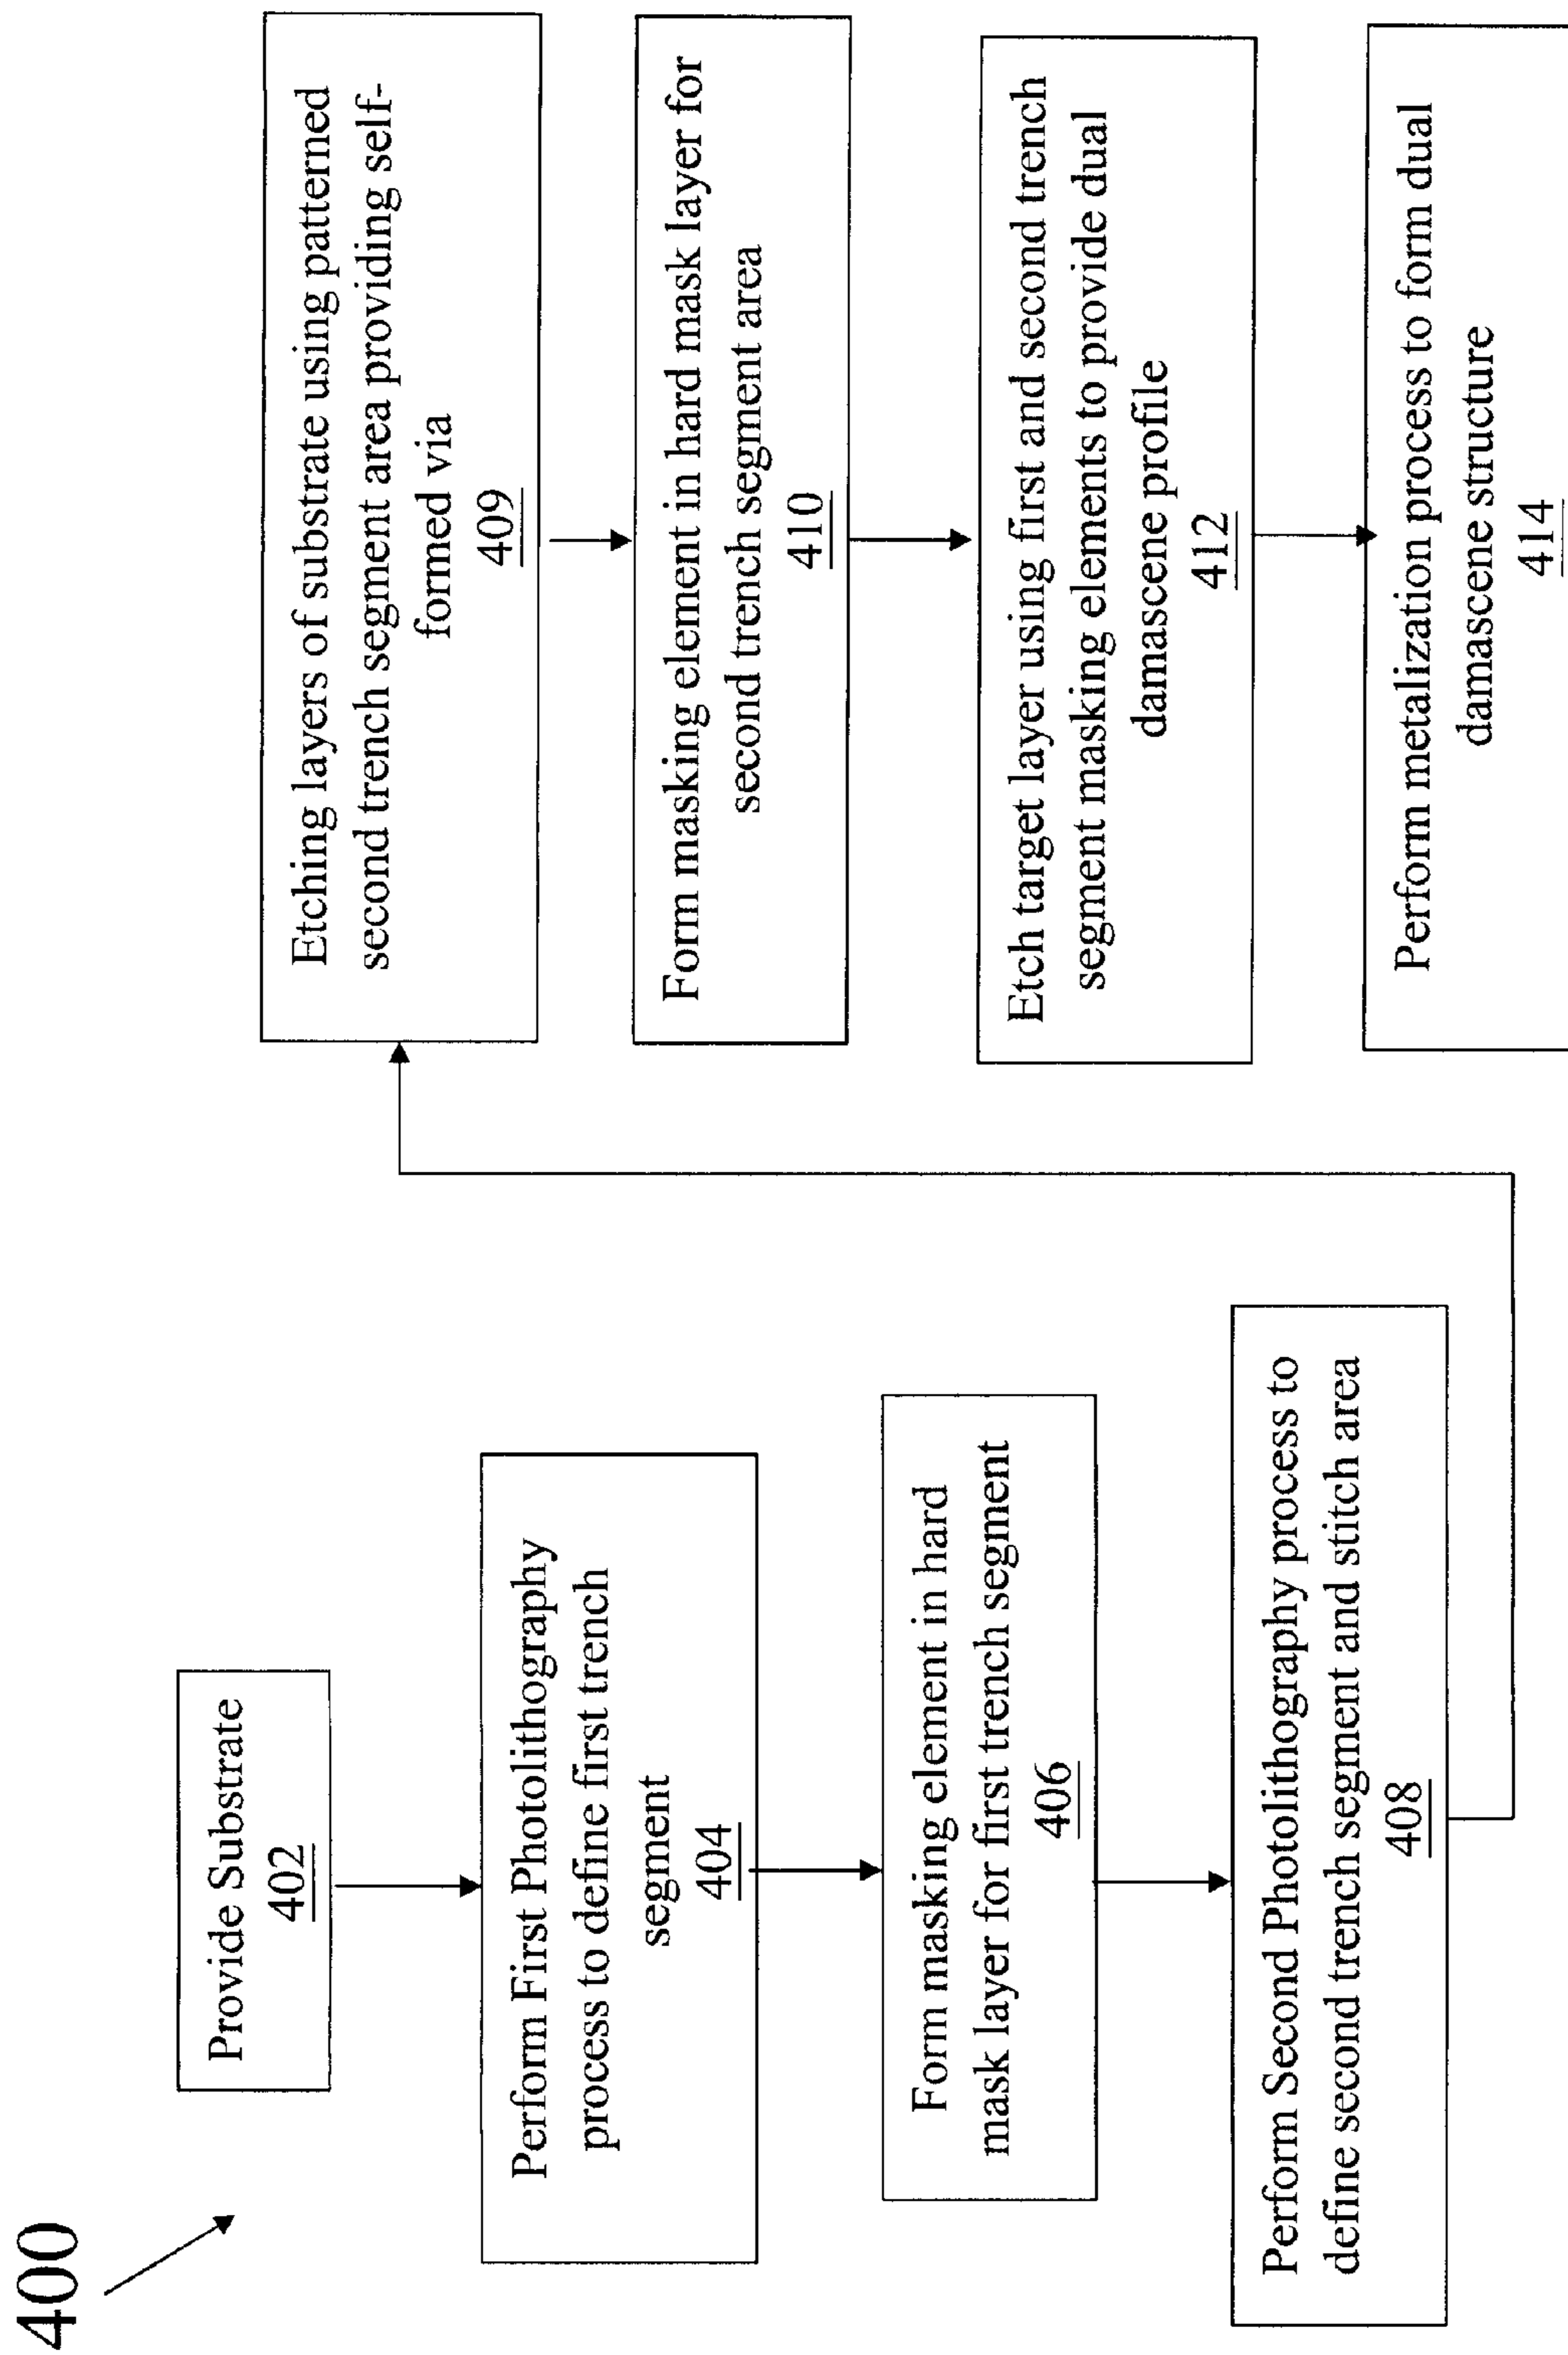 400
Provide Substrate
402
Perform First Photolithography
process to define first trench
segment
404
Form masking element in hard
mask layer for first trench segment
406
Perform Second Photolithography process to
define second trench segment and stitch area
408
Etching layers of substrate using patterned
second trench segment area providing self-
formed via
409
Form masking element in hard mask layer for
second trench segment area
410
Etch target layer using first and second trench
segment masking elements to provide dual
damascene profile
412
Perform metalization process to form dual
damascene structure
414